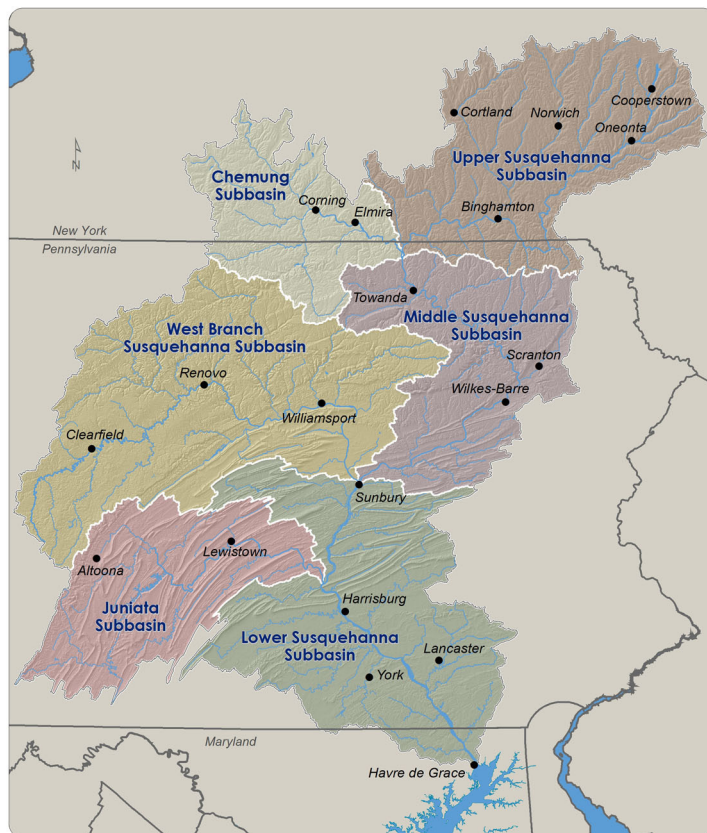 Cooperstown
Cortland
Norwich
Oneonta
Upper Susquehanna
Subbasin
N
Chemung
Subbasin
Corning
Elmira
Binghamton
New York
Pennsylvania
Towanda
Middle Susquehanna
Subbasin
West Branch
Susquehanna Subbasin
Scranton
Renovo
Wilkes-Barre
Williamsport
Clearfield
Sunbury
Lewistown
Altoona
Juniata
Subbasin
Harrisburg
Lower Susquehanna
Subbasin
Lancaster
York
Maryland
Havre de Grace